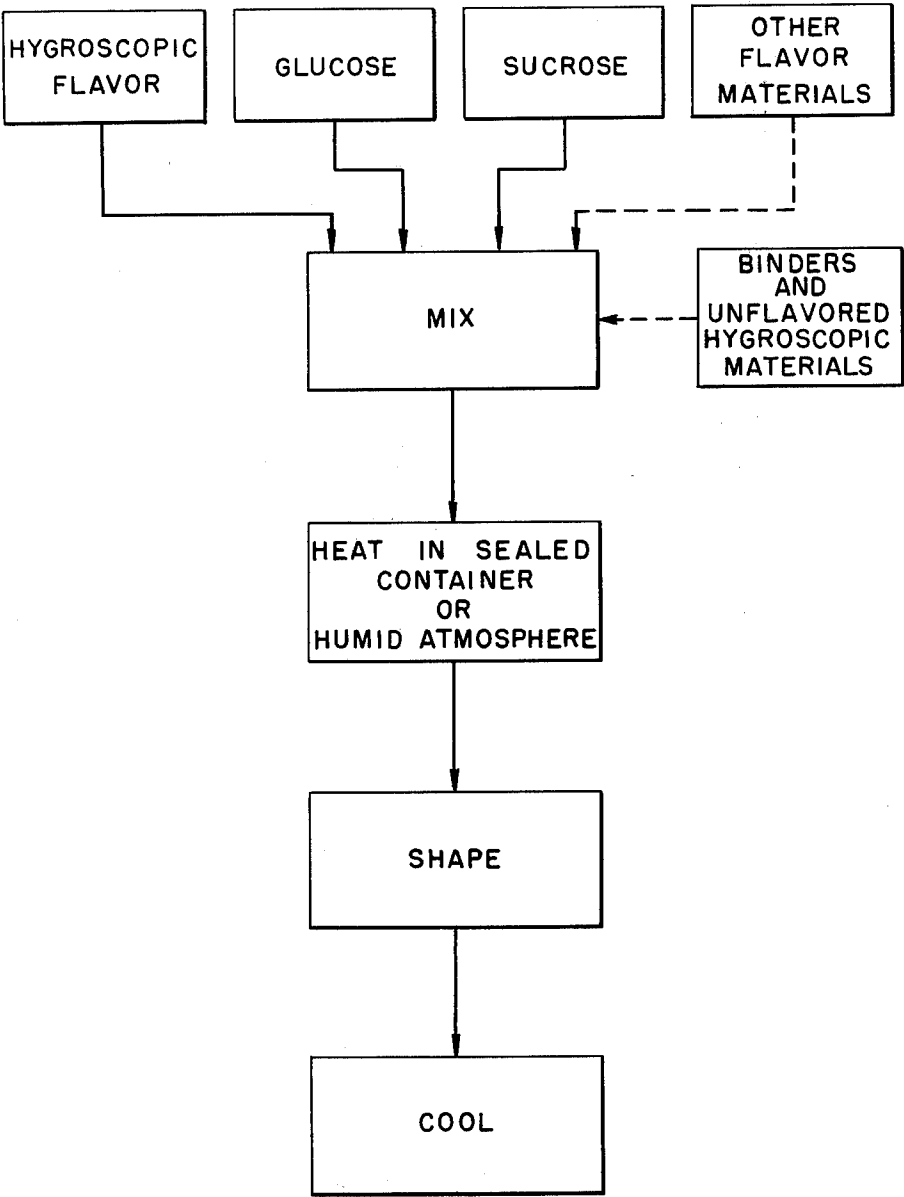 HYGROSCOPIC
FLAVOR
GLUCOSE
SUCROSE
OTHER
FLAVOR
MATERIALS
MIX
BINDERS
AND
UNFLAVORED
HYGROSCOPIC
MATERIALS
HEAT IN SEALED
CONTAINER
OR
HUMID ATMOSPHERE
SHAPE
COOL